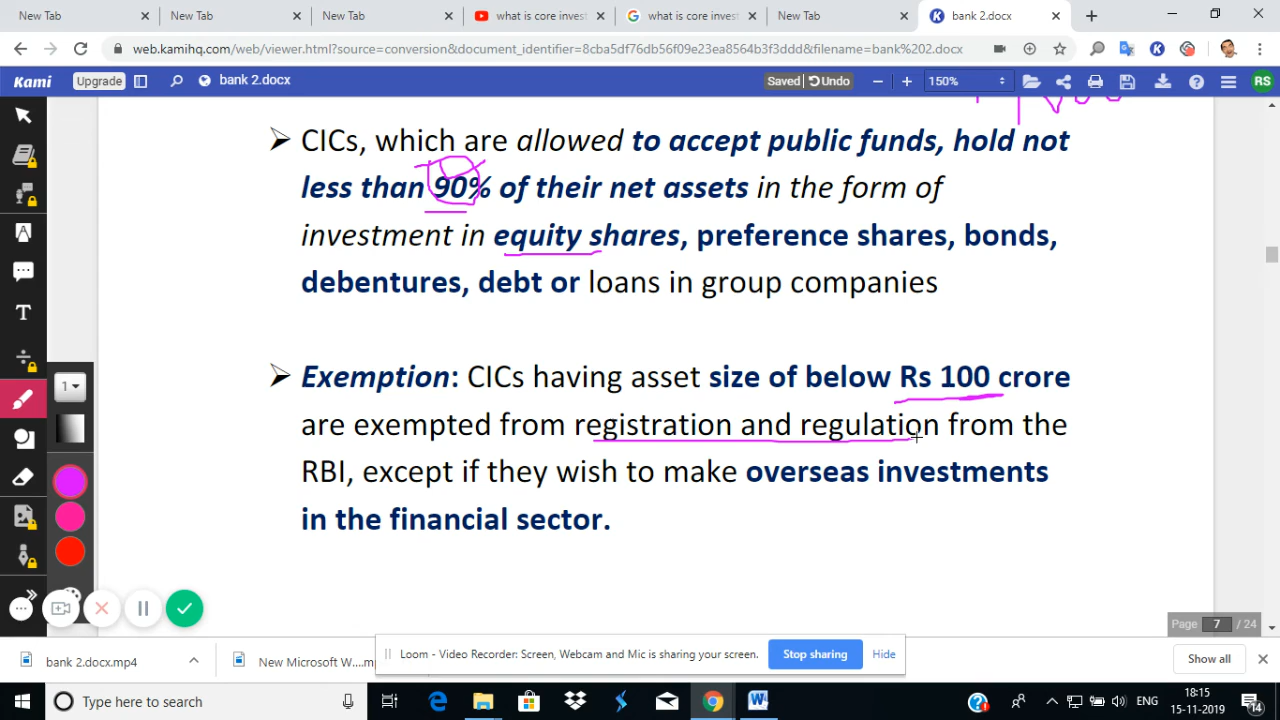 New Tab
New Tab
New Tab
what is core invest
what is core invest
New Tab
bank 2.docx
web.kamihq.com/web/viewer.html?source=conversion&document_identifier=8cba5df76db56f09e23ea8564b3f3ddd&filename=bank%202.docx
Kami
Upgrade
bank 2.docx
Saved
Undo
150%
RS
CICs, which are allowed to accept public funds, hold not
less than 90% of their net assets in the form of
investment in equity shares, preference shares, bonds,
debentures, debt or loans in group companies
Exemption: CICs having asset size of below Rs 100 crore
are exempted from registration and regulation from the
RBI, except if they wish to make overseas investments
in the financial sector.
1
Page 7 / 24
Loom - Video Recorder: Screen, Webcam and Mic is sharing your screen.
Stop sharing
Hide
bank 2.docx.mp4
New Microsoft W....mp
Show all
Type here to search
ENG
18:15
15-11-2019
14